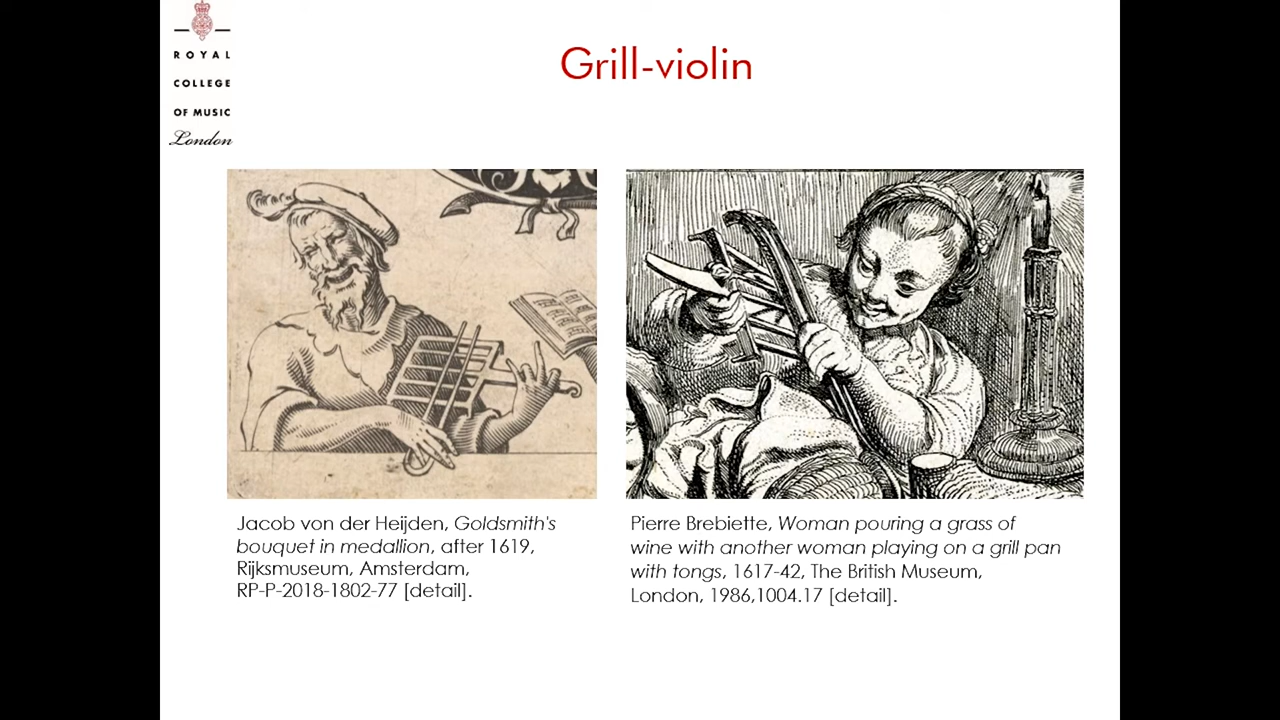 ROYAL
COLLEGE
OF MUSIC
London
Grill-violin
Jacob von der Heijden, Goldsmith's
bouquet in medallion, after 1619,
Rijksmuseum, Amsterdam,
RP-P-2018-1802-77 [detail].
Pierre Brebiette, Woman pouring a grass of
wine with another woman playing on a grill pan
with tongs, 1617-42, The British Museum,
London, 1986,1004.17 [detail].